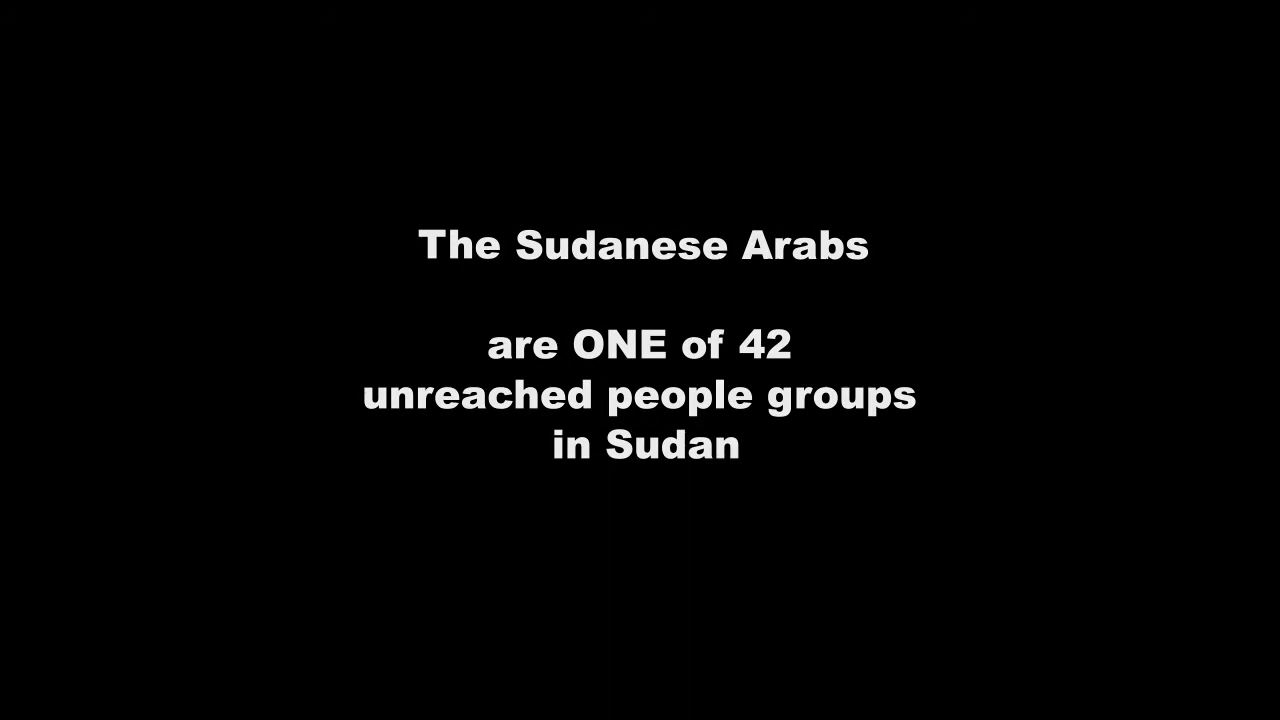 The Sudanese Arabs
are ONE of 42
unreached people groups
in Sudan